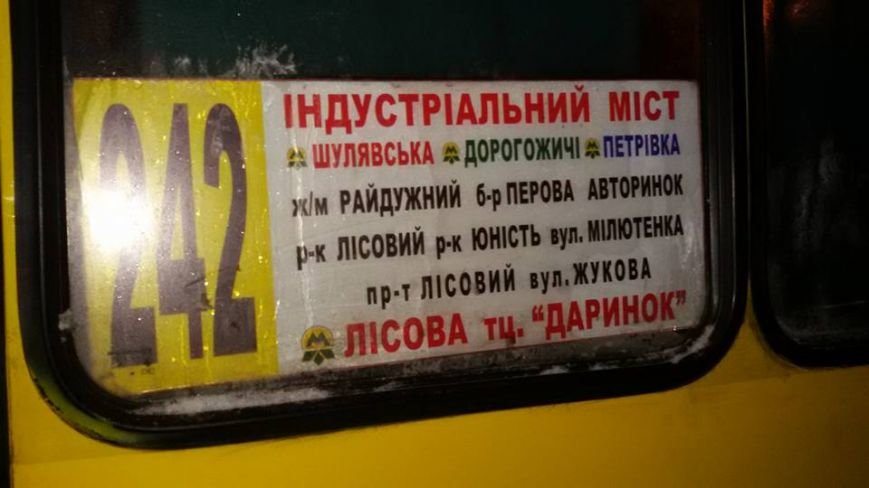 242
ІНДУСТРІАЛЬНИЙ МІСТ
ШУЛЯВСЬКА ДОРОГОЖИЧІ ПЕТРІВКА
ж/м РАЙДУЖНИЙ б-р ПЕРОВА АВТОРИНОК
р-к ЛІСОВИЙ р-к ЮНІСТЬ вул. МІЛЮТЕНКА
пр-т ЛІСОВИЙ вул. ЖУКОВА
М ЛІСОВА тц. “ДАРИНОК”